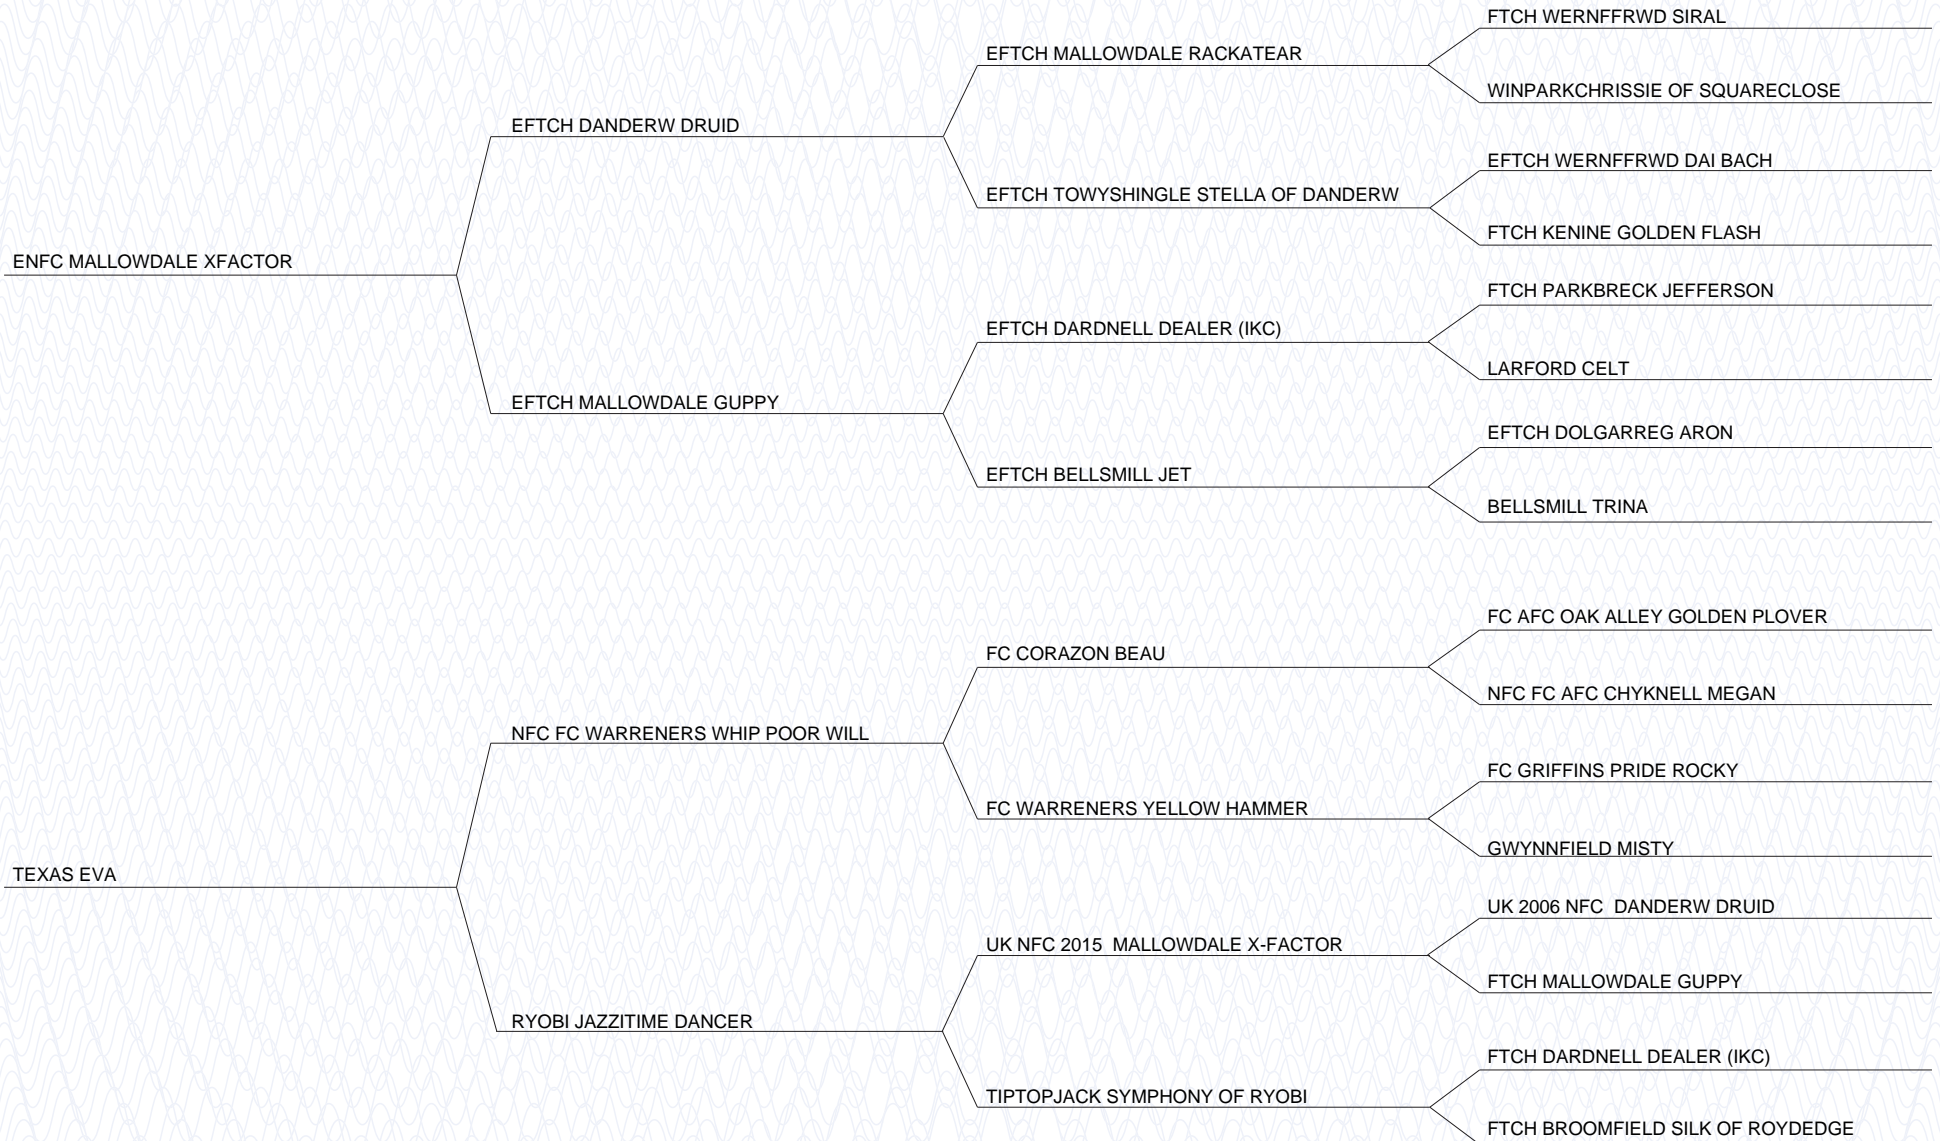 FTCH WERNFFRWD SIRAL
EFTCH MALLOWDALE RACKATEAR
WINPARKCHRISSIE OF SQUARECLOSE
EFTCH DANDERW DRUID
EFTCH WERNFFRWD DAI BACH
EFTCH TOWYSHINGLE STELLA OF DANDERW
FTCH KENINE GOLDEN FLASH
ENFC MALLOWDALE XFACTOR
FTCH PARKBRECK JEFFERSON
EFTCH DARDNELL DEALER (IKC)
LARFORD CELT
EFTCH MALLOWDALE GUPPY
EFTCH DOLGARREG ARON
EFTCH BELLSMILL JET
BELLSMILL TRINA
FC AFC OAK ALLEY GOLDEN PLOVER
FC CORAZON BEAU
NFC FC AFC CHYKNELL MEGAN
NFC FC WARRENERS WHIP POOR WILL
FC GRIFFINS PRIDE ROCKY
FC WARRENERS YELLOW HAMMER
GWYNNFIELD MISTY
TEXAS EVA
UK 2006 NFC  DANDERW DRUID
UK NFC 2015  MALLOWDALE X-FACTOR
FTCH MALLOWDALE GUPPY
RYOBI JAZZITIME DANCER
FTCH DARDNELL DEALER (IKC)
TIPTOPJACK SYMPHONY OF RYOBI
FTCH BROOMFIELD SILK OF ROYDEDGE